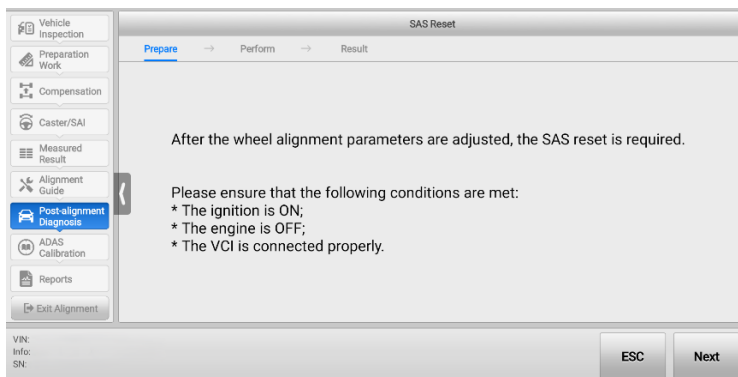 Vehicle
Inspection
Preparation
Work
Compensation
Caster/SAI
Measured
Result
Alignment
Guide
Post-alignment
Diagnosis
ADAS
Calibration
Reports
Exit Alignment
SAS Reset
Prepare → Perform → Result
After the wheel alignment parameters are adjusted, the SAS reset is required.
Please ensure that the following conditions are met:
* The ignition is ON;
* The engine is OFF;
* The VCI is connected properly.
VIN:
Info:
SN:
ESC
Next